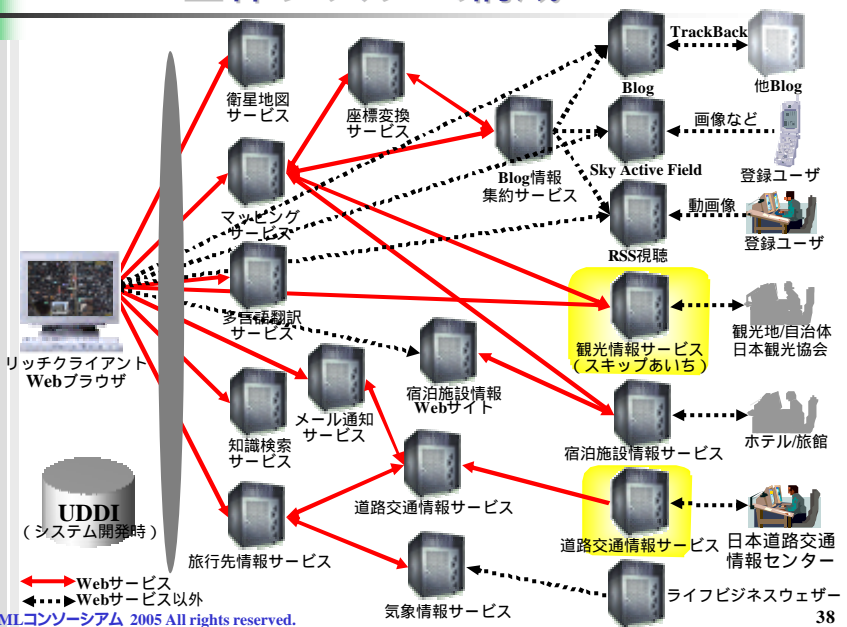 TrackBack
Blog
他Blog
衛星地図
サービス
座標変換
サービス
画像など
Blog情報
集約サービス
Sky Active Field
登録ユーザ
マッピング
サービス
動画像
RSS視聴
登録ユーザ
多言語翻訳
サービス
観光情報サービス
(スキップあいち)
観光地/自治体
日本観光協会
リッチクライアント
Webブラウザ
宿泊施設情報
Webサイト
メール通知
サービス
知識検索
サービス
宿泊施設情報サービス
ホテル/旅館
UDDI
(システム開発時)
道路交通情報サービス
道路交通情報サービス
日本道路交通
情報センター
旅行先情報サービス
気象情報サービス
ライフビジネスウェザー
Webサービス
Webサービス以外
MLコンソーシアム 2005 All rights reserved.
38